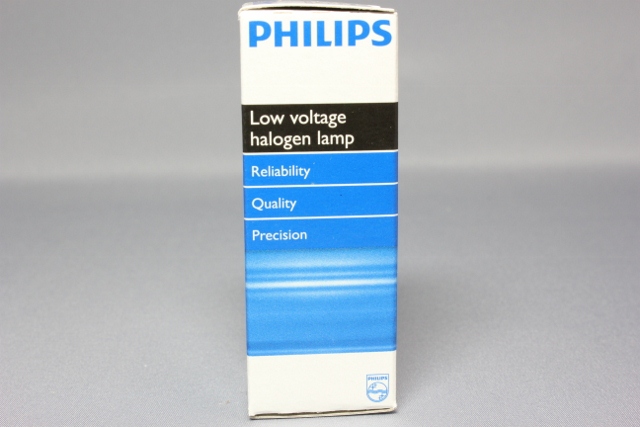 PHILIPS
Low voltage
halogen lamp
Reliability
Quality
Precision
PHILIPS